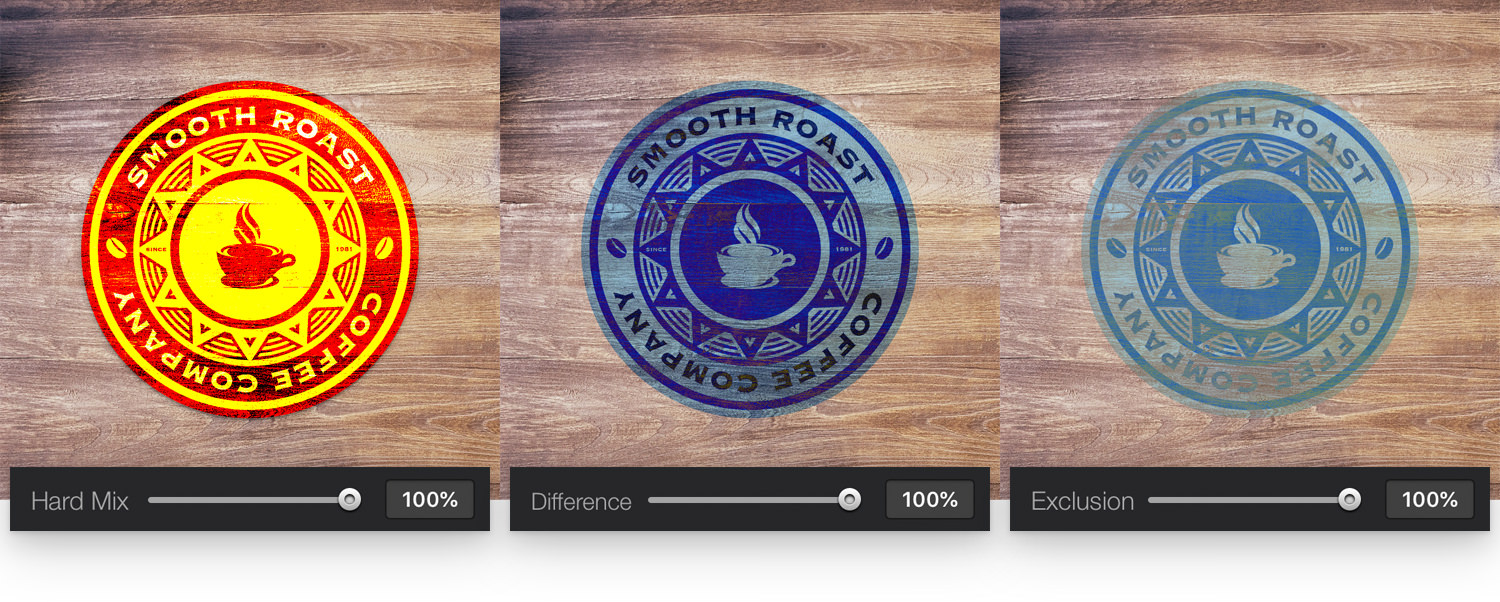 SMOOTH ROAST
SINCE 1981
COFFEE COMPANY
Hard Mix 100%
SMOOTH ROAST
SINCE 1981
COFFEE COMPANY
Difference 100%
SMOOTH ROAST
SINCE 1981
COFFEE COMPANY
Exclusion 100%